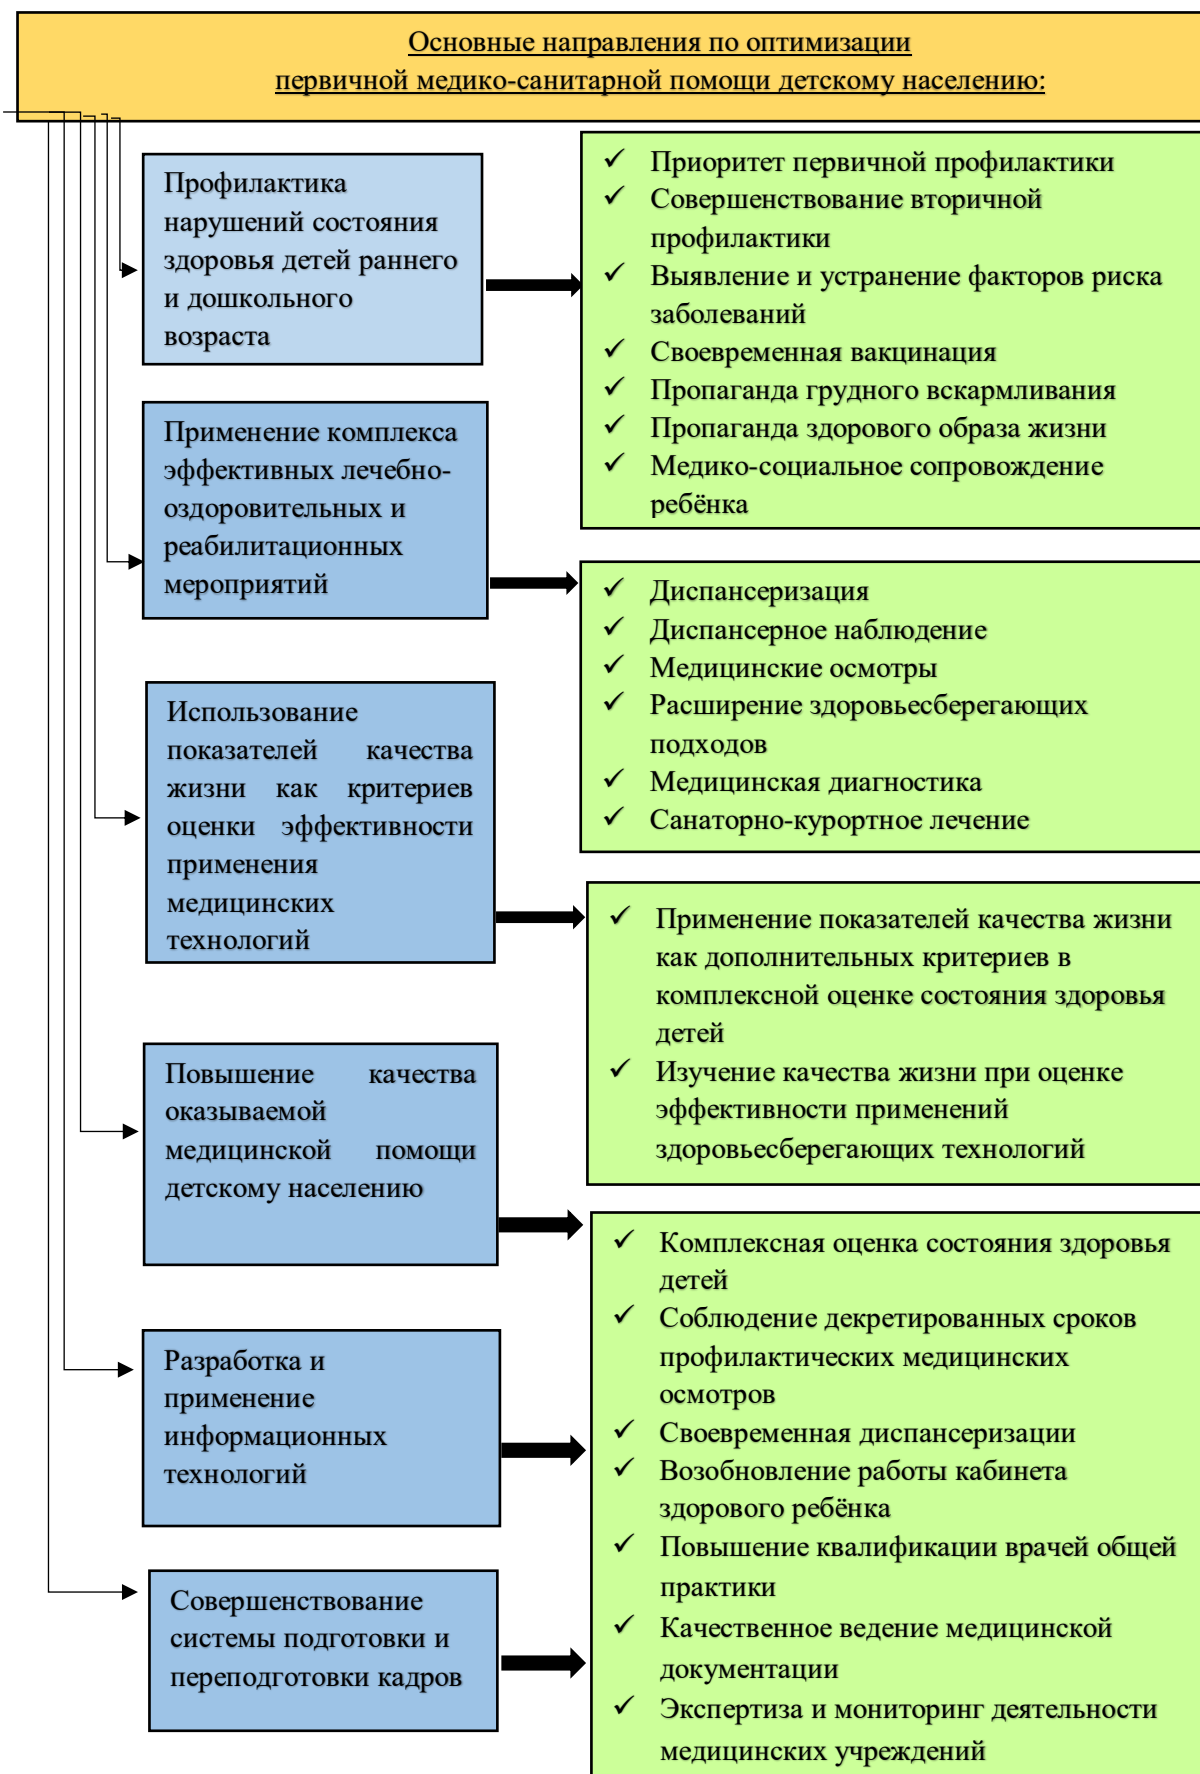 Основные направления по оптимизации
первичной медико-санитарной помощи детскому населению:
Профилактика
нарушений состояния
здоровья детей раннего
и дошкольного
возраста
✓ Приоритет первичной профилактики
✓ Совершенствование вторичной
профилактики
✓ Выявление и устранение факторов риска
заболеваний
✓ Своевременная вакцинация
✓ Пропаганда грудного вскармливания
✓ Пропаганда здорового образа жизни
✓ Медико-социальное сопровождение
ребёнка
Применение комплекса
эффективных лечебно-
оздоровительных и
реабилитационных
мероприятий
✓ Диспансеризация
✓ Диспансерное наблюдение
✓ Медицинские осмотры
✓ Расширение здоровьесберегающих
подходов
✓ Медицинская диагностика
✓ Санаторно-курортное лечение
Использование
показателей качества
жизни как критериев
оценки эффективности
применения
медицинских
технологий
✓ Применение показателей качества жизни
как дополнительных критериев в
комплексной оценке состояния здоровья
детей
✓ Изучение качества жизни при оценке
эффективности применений
здоровьесберегающих технологий
Повышение качества
оказываемой
медицинской помощи
детскому населению
Разработка и
применение
информационных
технологий
Совершенствование
системы подготовки и
переподготовки кадров
✓ Комплексная оценка состояния здоровья
детей
✓ Соблюдение декретированных сроков
профилактических медицинских
осмотров
✓ Своевременная диспансеризации
✓ Возобновление работы кабинета
здорового ребёнка
✓ Повышение квалификации врачей общей
практики
✓ Качественное ведение медицинской
документации
✓ Экспертиза и мониторинг деятельности
медицинских учреждений